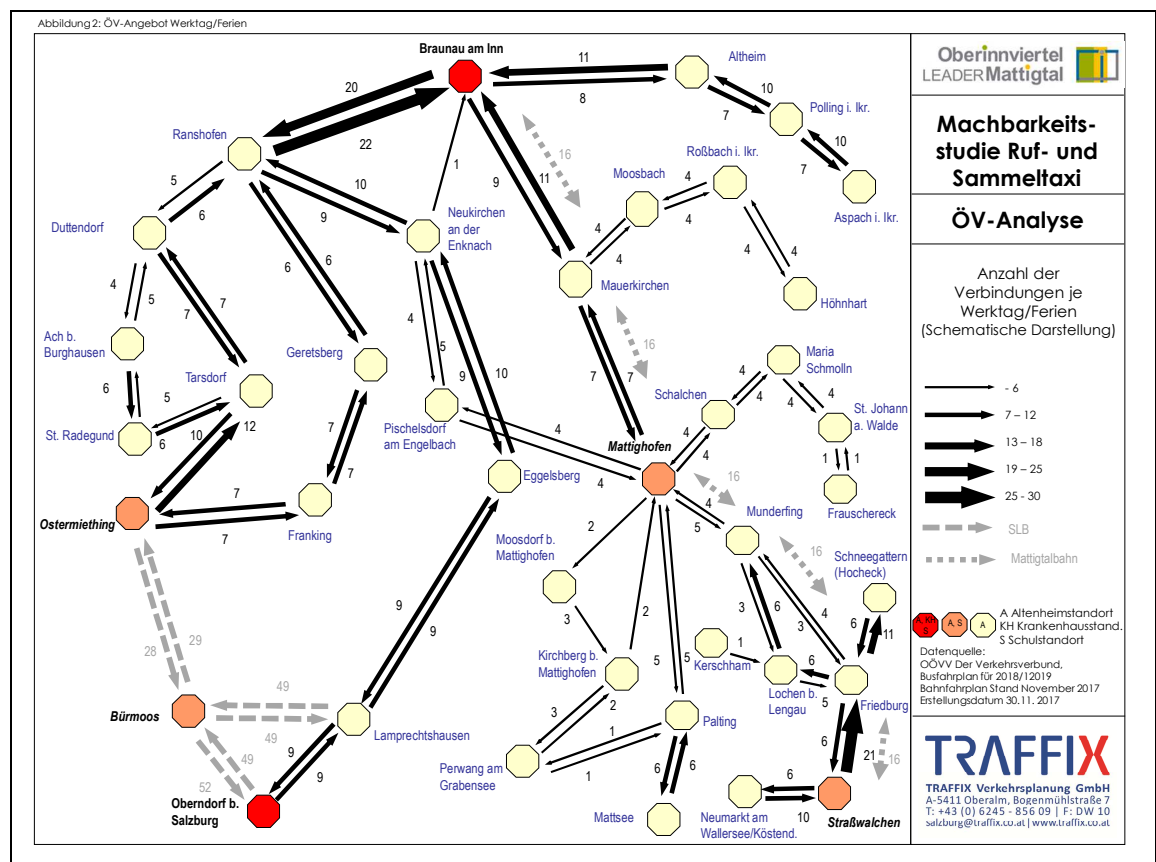 Abbildung 2: ÖV-Angebot Werktag/Ferien
Braunau am Inn
11
8
Altheim
10
7
Polling i. Ikr.
10
7
Aspach i. Ikr.
20
22
Ranshofen
1
9
11
16
Roßbach i. Ikr.
Moosbach
4
4
4
4
4
4
Höhnhart
5
6
10
9
Neukirchen
an der
Enknach
Duttendorf
6
6
Mauerkirchen
4
5
7
7
4
5
9
10
7
7
16
Ach b.
Burghausen
Geretsberg
Tarsdorf
6
5
6
St. Radegund
10
12
7
7
Pischelsdorf
am Engelbach
4
4
Mattighofen
Schalchen
4
4
Maria
Schmolln
4
4
4
4
St. Johann
a. Walde
1
1
Frauschereck
Eggelsberg
Ostermiething
7
7
Franking
16
4
5
Munderfing
16
Schneegattern
(Hocheck)
2
Moosdorf b.
Mattighofen
3
2
Kirchberg b.
Mattighofen
3
2
5
5
3
6
3
4
6
11
1
Kerschham
6
5
Lochen b.
Lengau
Friedburg
28
29
9
9
49
49
Bürmoos
Lamprechtshausen
49
52
9
9
Oberndorf b.
Salzburg
Perwang am
Grabensee
1
1
Palting
6
6
Mattsee
6
21
16
6
10
Neumarkt am
Wallersee/Köstend.
Straßwalchen
Oberinnviertel
LEADER Mattigtal
Machbarkeits-
studie Ruf- und
Sammeltaxi
ÖV-Analyse
Anzahl der
Verbindungen je
Werktag/Ferien
(Schematische Darstellung)
- 6
7 – 12
13 – 18
19 – 25
25 - 30
SLB
Mattigtalbahn
A, KH
S
A, S
A
A Altenheimstandort
KH Krankenhausstand.
S Schulstandort
Datenquelle:
OÖVV Der Verkehrsverbund,
Busfahrplan für 2018/12019
Bahnfahrplan Stand November 2017
Erstellungsdatum 30.11. 2017
TRAFFIX
TRAFFIX Verkehrsplanung GmbH
A-5411 Oberalm, Bogenmühlstraße 7
T: +43 (0) 6245 - 856 09 | F: DW 10
salzburg@traffix.co.at | www.traffix.co.at